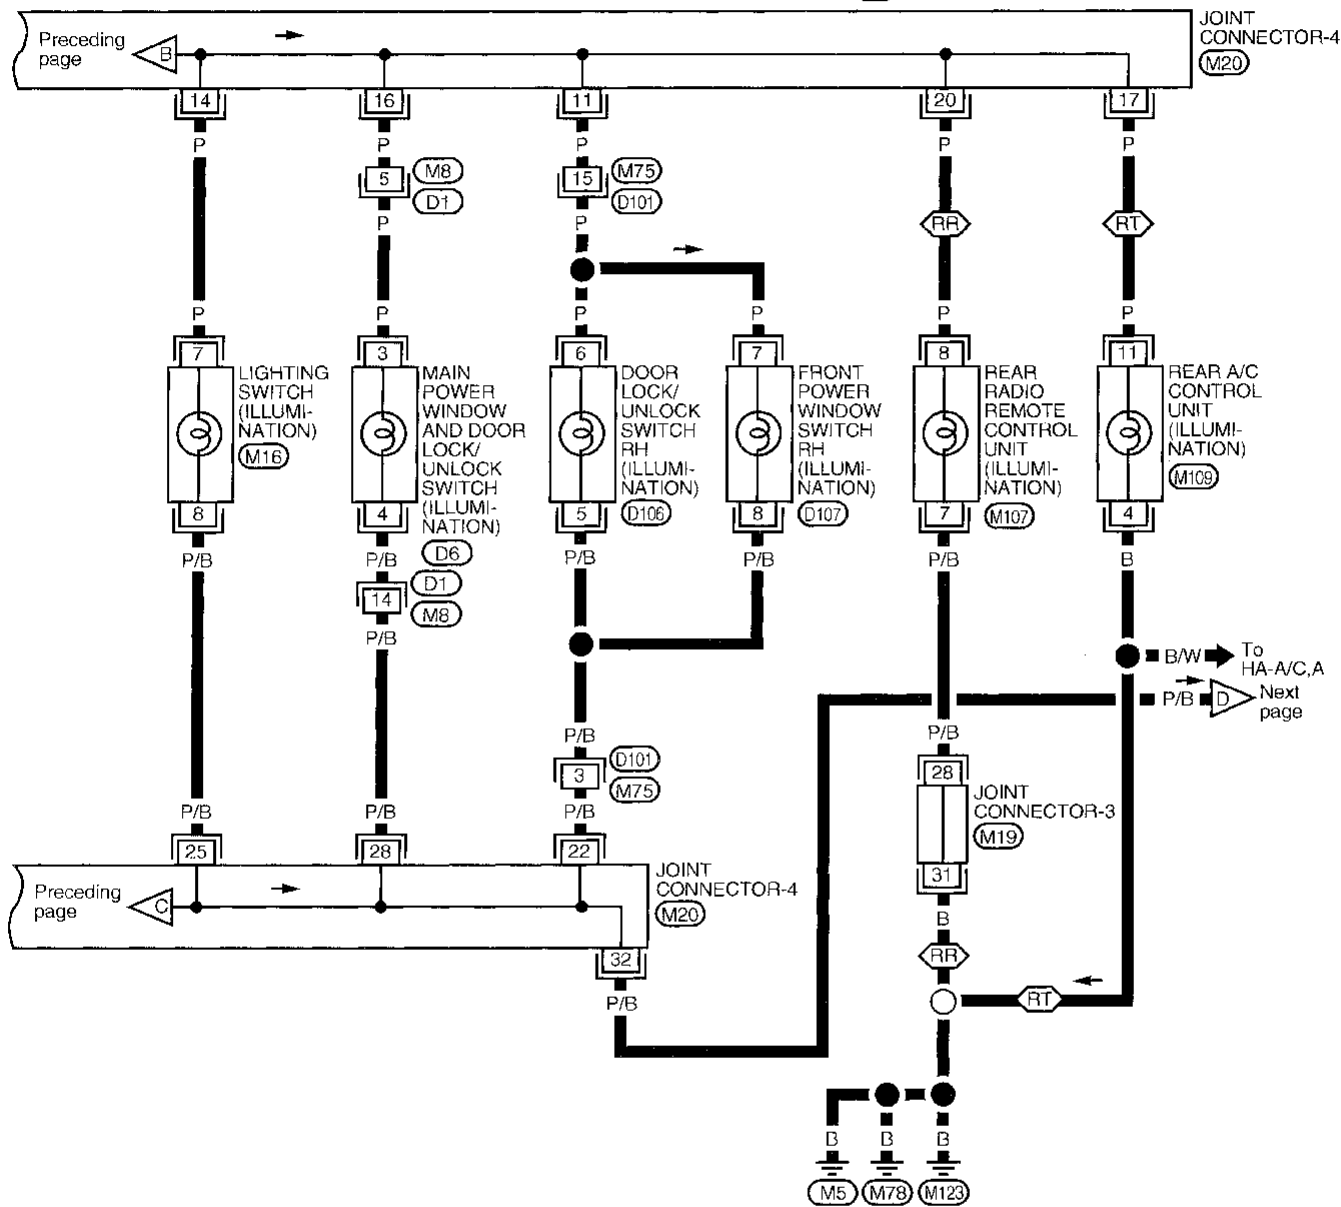 JOINT
CONNECTOR-4
M20
Preceding
page
B
14
16
11
20
17
P
P
P
P
P
5
M8
D1
15
M75
D101
P
P
RR
RT
P
P
P
P
P
P
7
3
6
7
8
11
LIGHTING
SWITCH
(ILLUMI-
NATION)
M16
MAIN
POWER
WINDOW
AND DOOR
LOCK/
UNLOCK
SWITCH
(ILLUMI-
NATION)
D6
DOOR
LOCK/
UNLOCK
SWITCH
RH
(ILLUMI-
NATION)
D106
FRONT
POWER
WINDOW
SWITCH
RH
(ILLUMI-
NATION)
D107
REAR
RADIO
REMOTE
CONTROL
UNIT
(ILLUMI-
NATION)
M107
REAR A/C
CONTROL
UNIT
(ILLUMI-
NATION)
M109
8
4
5
8
7
4
P/B
P/B
P/B
P/B
P/B
B
14
D1
M8
P/B
B/W
To
HA-A/C,A
P/B
D
Next
page
P/B
P/B
3
D101
M75
28
JOINT
CONNECTOR-3
M19
31
P/B
P/B
P/B
25
28
22
Preceding
page
C
JOINT
CONNECTOR-4
M20
32
P/B
B
RR
RT
B
B
B
M5
M78
M123